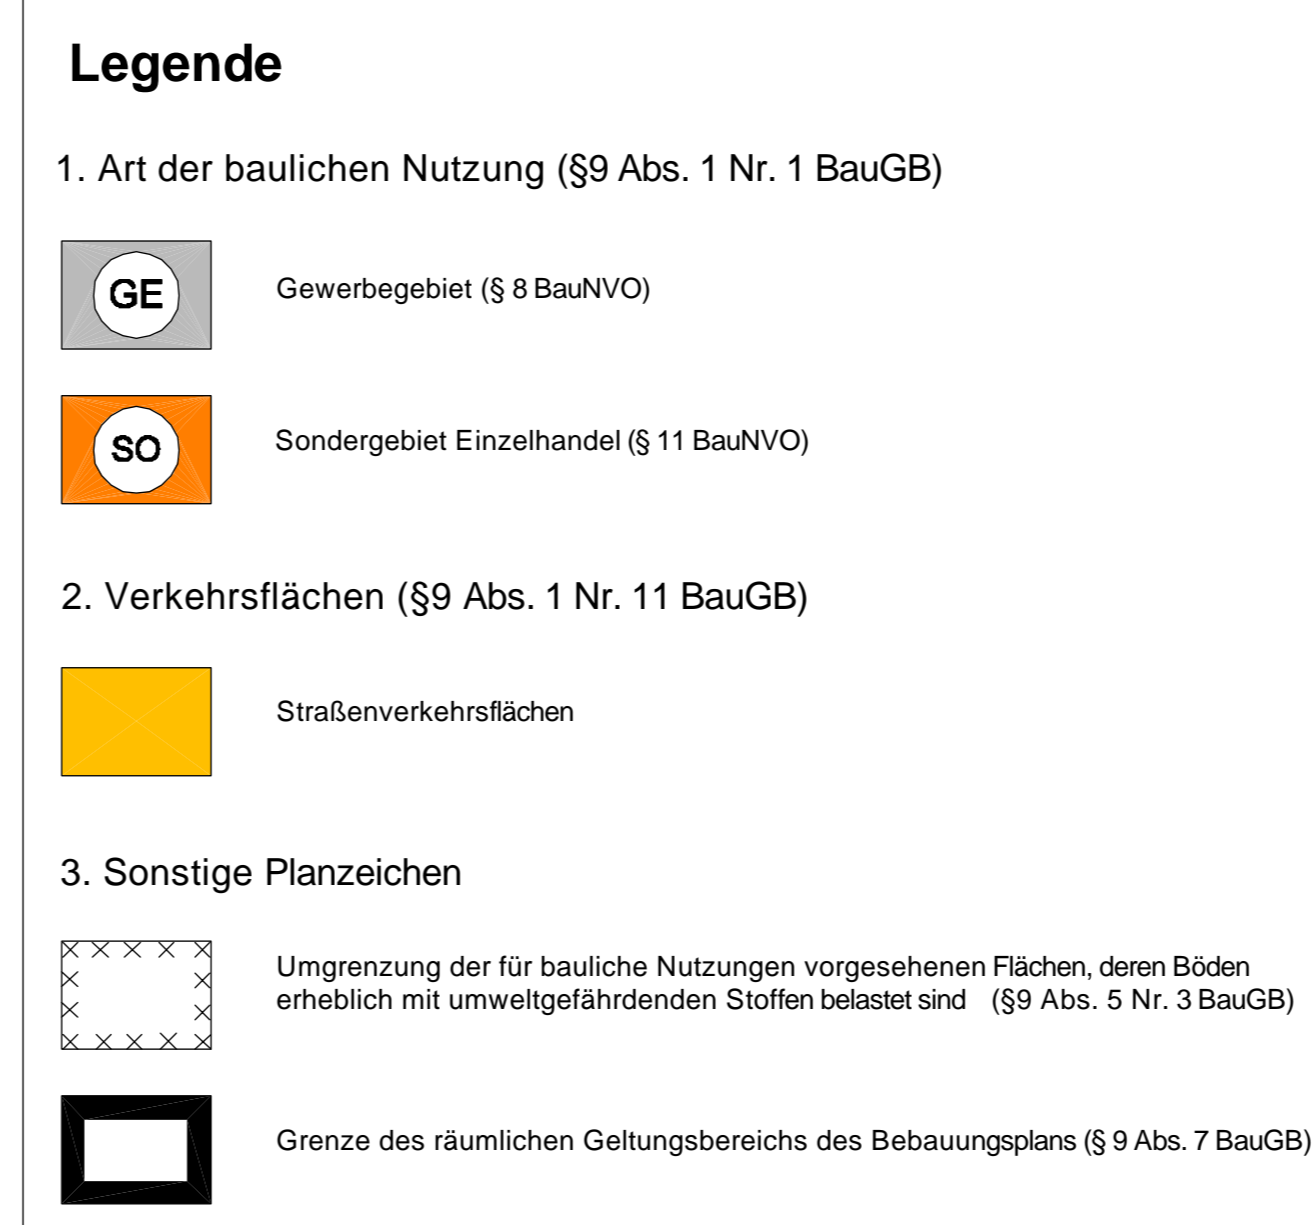 Legende
1. Art der baulichen Nutzung (§9 Abs. 1 Nr. 1 BauGB)
GE
Gewerbegebiet (§ 8 BauNVO)
SO
Sondergebiet Einzelhandel (§ 11 BauNVO)
2. Verkehrsflächen (§9 Abs. 1 Nr. 11 BauGB)
Straßenverkehrsflächen
3. Sonstige Planzeichen
Umgrenzung der für bauliche Nutzungen vorgesehenen Flächen, deren Böden
erheblich mit umweltgefährdenden Stoffen belastet sind (§9 Abs. 5 Nr. 3 BauGB)
Grenze des räumlichen Geltungsbereichs des Bebauungsplans (§ 9 Abs. 7 BauGB)